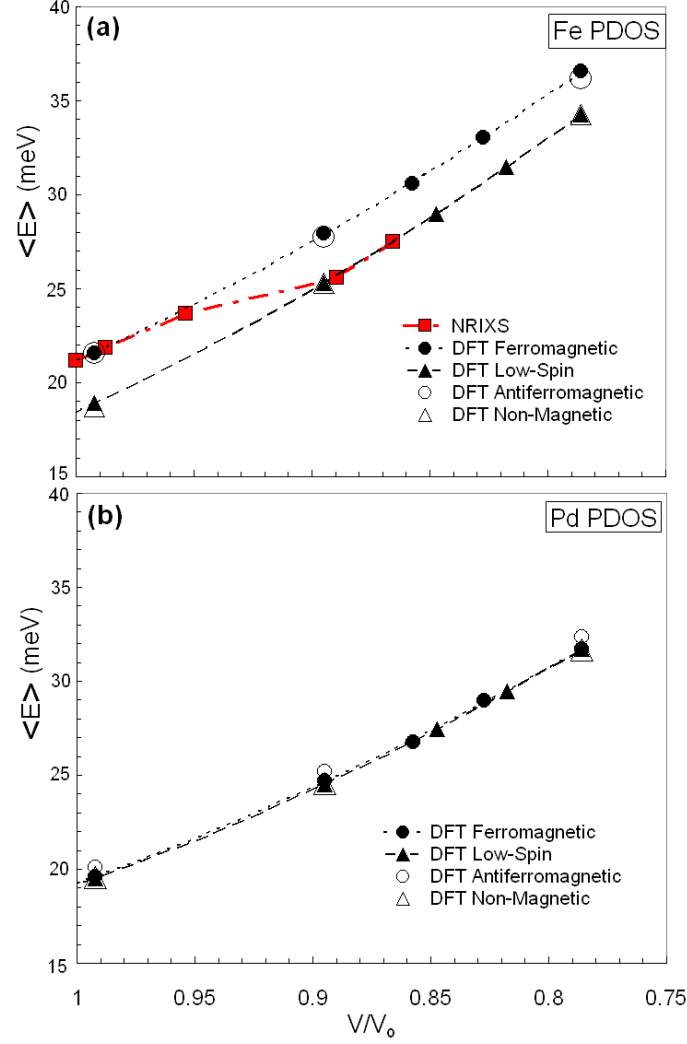 (a)
Fe PDOS
40
35
30
25
20
15
<E> (meV)
NRIXS
DFT Ferromagnetic
DFT Low-Spin
DFT Antiferromagnetic
DFT Non-Magnetic
(b)
Pd PDOS
40
35
30
25
20
15
<E> (meV)
DFT Ferromagnetic
DFT Low-Spin
DFT Antiferromagnetic
DFT Non-Magnetic
1 0.95 0.9 0.85 0.8 0.75
V/Vo